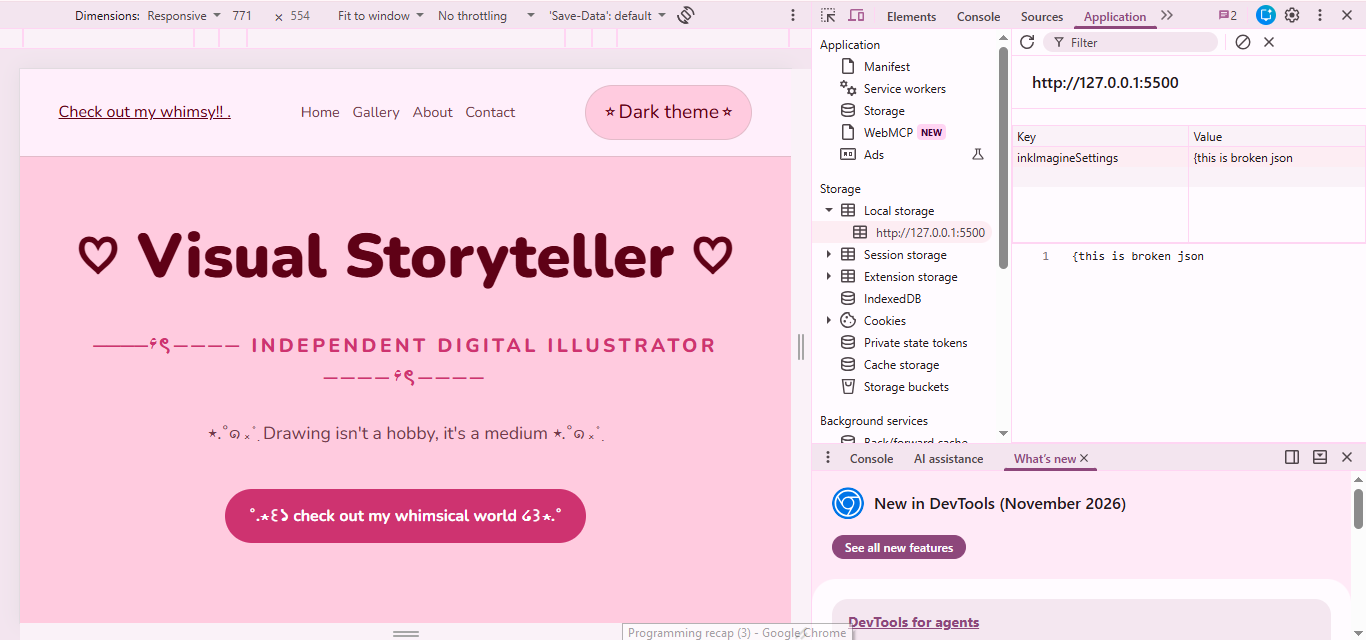 Dimensions: Responsive 771 × 554 Fit to window No throttling 'Save-Data': default
Check out my whimsy!! .
Home Gallery About Contact
⭐Dark theme⭐
♡ Visual Storyteller ♡
INDEPENDENT DIGITAL ILLUSTRATOR
Drawing isn't a hobby, it's a medium
check out my whimsical world
Elements Console Sources Application 2
Application
Manifest
Service workers
Storage
WebMCP NEW
Ads
Storage
Local storage
http://127.0.0.1:5500
Session storage
Extension storage
IndexedDB
Cookies
Private state tokens
Cache storage
Storage buckets
Background services
Back/forward cache
Filter
http://127.0.0.1:5500
Key Value
inkImagineSettings {this is broken json
1 {this is broken json
Console AI assistance What's new
New in DevTools (November 2026)
See all new features
DevTools for agents
Programming recap (3) - Google Chrome